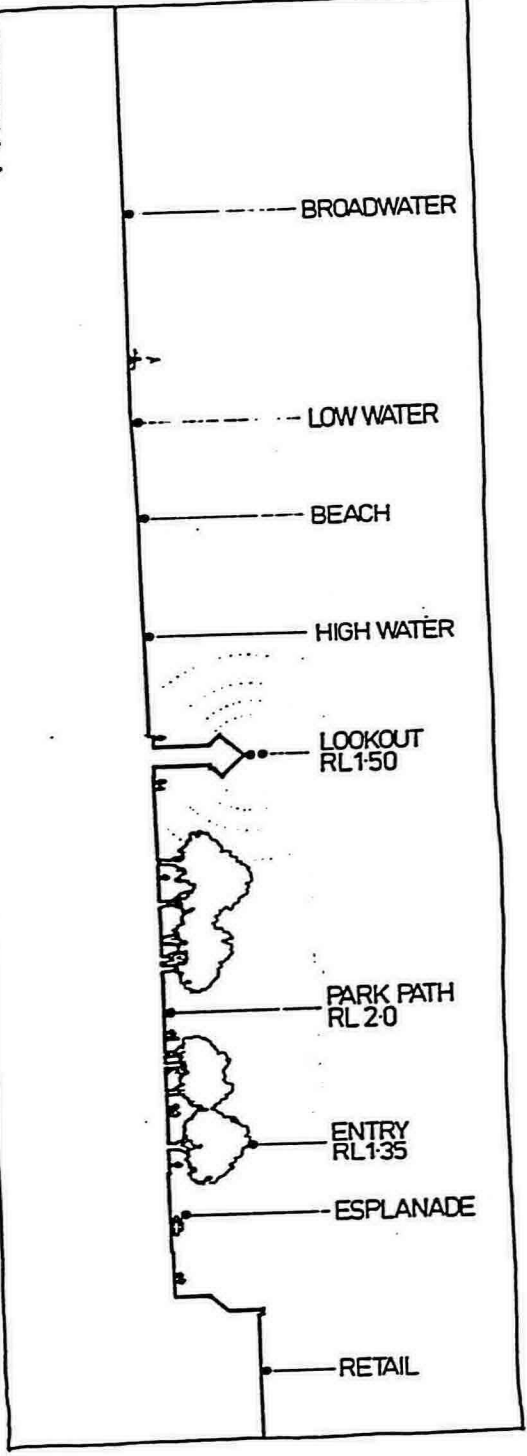 BROADWATER
LOW WATER
BEACH
HIGH WATER
LOOKOUT
RL1·50
PARK PATH
RL 2·0
ENTRY
RL1·35
ESPLANADE
RETAIL